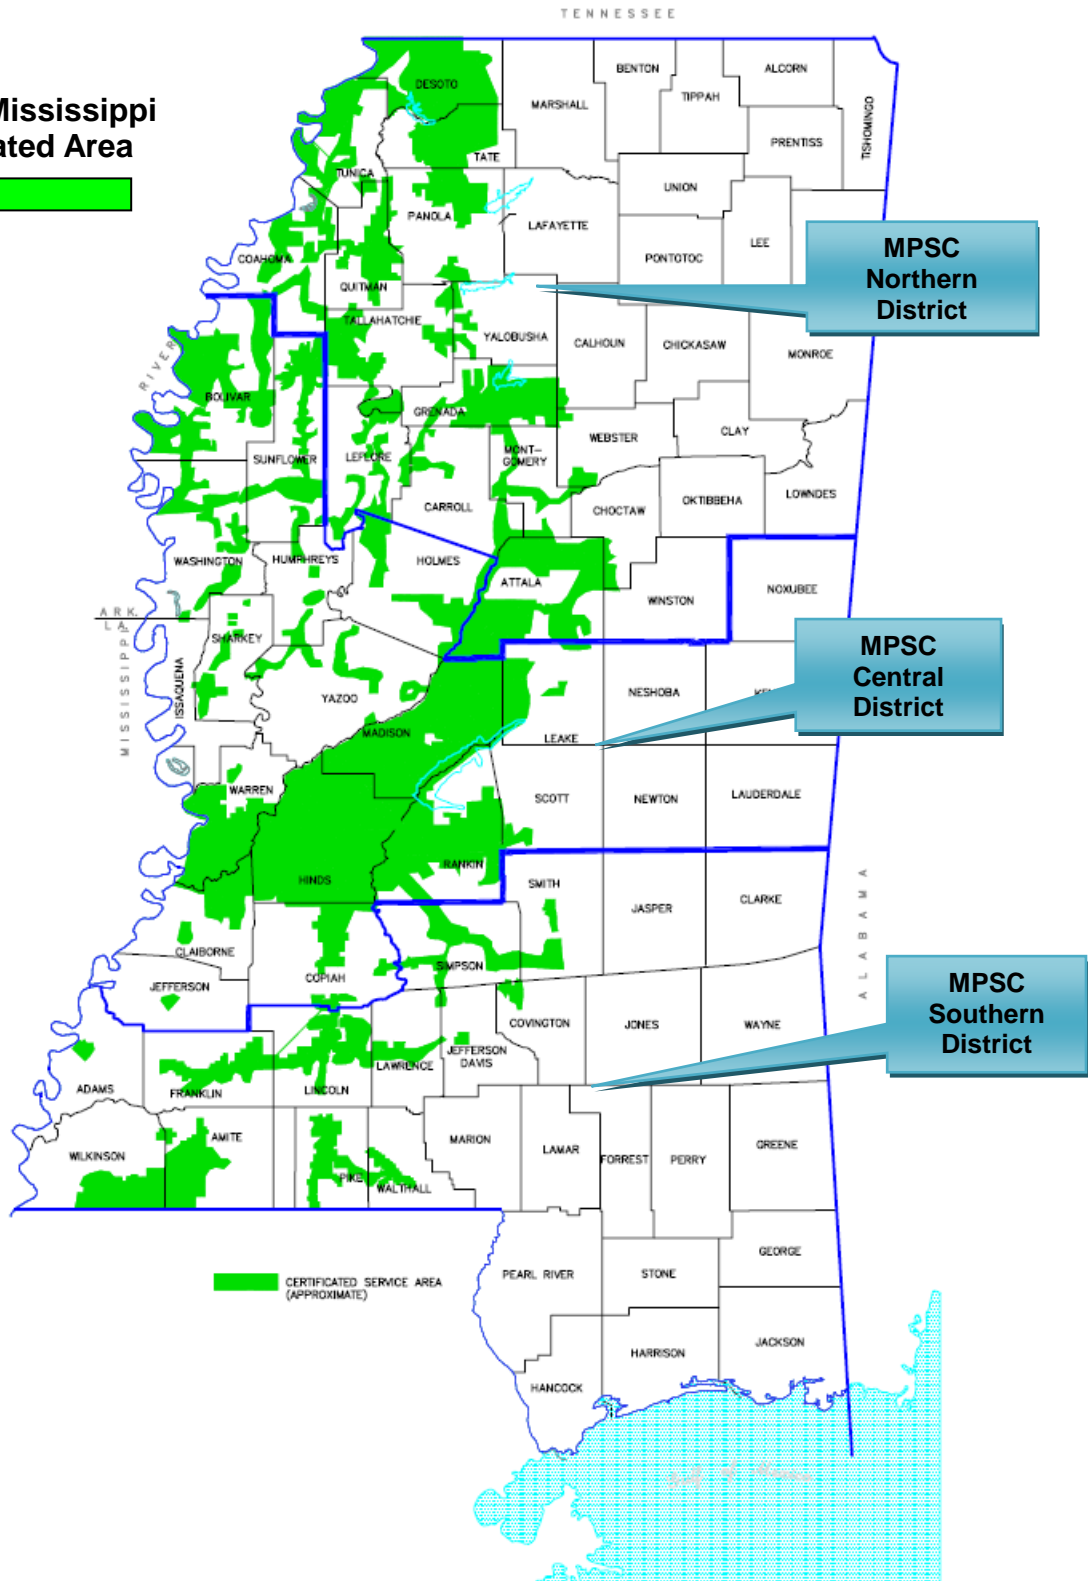 TENNESSEE
Mississippi
ated Area
DESOTO
BENTON
ALCORN
TIPPAH
MARSHALL
TISHOMINGO
PRENTISS
TATE
TUNICA
UNION
PANOLA
LAFAYETTE
LEE
COAHOMA
PONTOTOC
QUITMAN
MPSC
Northern
District
TALLAHATCHIE
YALOBUSHA
CALHOUN
CHICKASAW
MONROE
RIVER
BOLIVAR
GRENADA
CLAY
WEBSTER
SUNFLOWER
LEFLORE
MONT-
GOMERY
CARROLL
CHOCTAW
OKTIBBEHA
LOWNDES
WASHINGTON
HUMPHREYS
HOLMES
ATTALA
WINSTON
NOXUBEE
ARK.
LA.
MISSISSIPPI
SHARKEY
ISSAQUENA
YAZOO
NESHOBA
MPSC
Central
District
MADISON
LEAKE
WARREN
SCOTT
NEWTON
LAUDERDALE
RANKIN
HINDS
SMITH
JASPER
CLARKE
ALABAMA
CLAIBORNE
SIMPSON
COPIAH
JEFFERSON
MPSC
Southern
District
COVINGTON
JONES
WAYNE
JEFFERSON
DAVIS
LAWRENCE
ADAMS
FRANKLIN
LINCOLN
AMITE
MARION
LAMAR
FORREST
PERRY
GREENE
WILKINSON
PIKE
WALTHALL
GEORGE
PEARL RIVER
STONE
CERTIFICATED SERVICE AREA
(APPROXIMATE)
JACKSON
HARRISON
HANCOCK